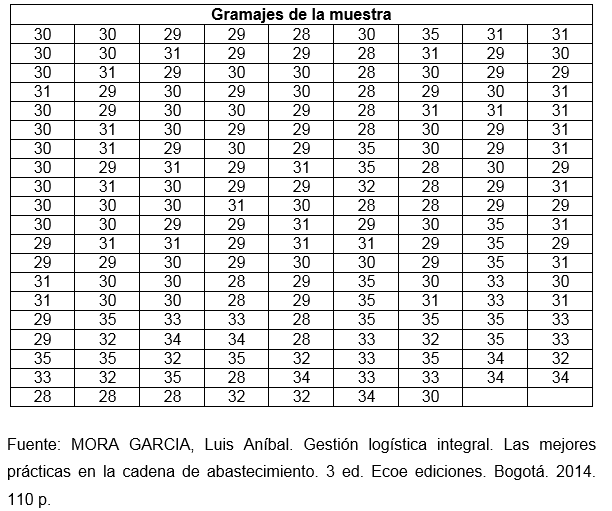 Gramajes de la muestra
30 30 29 29 28 30 35 31 31
30 30 31 29 29 28 31 29 30
30 31 29 30 30 28 30 29 29
31 29 30 29 30 28 29 30 31
30 29 30 30 29 28 31 31 31
30 31 30 29 29 28 30 29 31
30 31 29 30 29 35 30 29 31
30 29 31 29 31 35 28 30 29
30 31 30 29 29 32 28 29 31
30 30 30 31 30 28 28 29 29
30 30 29 29 31 29 30 35 31
29 31 31 29 31 31 29 35 29
29 29 30 29 30 30 29 35 31
31 30 30 28 29 35 30 33 30
31 30 30 28 29 35 31 33 31
29 35 33 33 28 35 35 35 33
29 32 34 34 28 33 32 35 33
35 35 32 35 32 33 35 34 32
33 32 35 28 34 33 33 34 34
28 28 28 32 32 34 30
Fuente: MORA GARCIA, Luis Aníbal. Gestión logística integral. Las mejores
prácticas en la cadena de abastecimiento. 3 ed. Ecoe ediciones. Bogotá. 2014.
110 p.